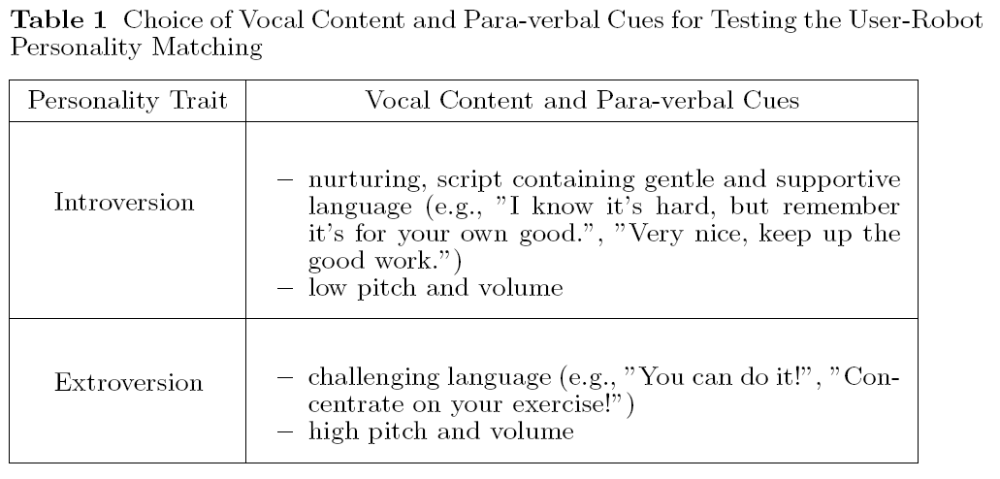 Table 1 Choice of Vocal Content and Para-verbal Cues for Testing the User-Robot
Personality Matching
Personality Trait
Vocal Content and Para-verbal Cues
Introversion
– nurturing, script containing gentle and supportive
language (e.g., ”I know it’s hard, but remember
it’s for your own good.”, ”Very nice, keep up the
good work.”)
– low pitch and volume
Extroversion
– challenging language (e.g., ”You can do it!”, ”Con-
centrate on your exercise!”)
– high pitch and volume